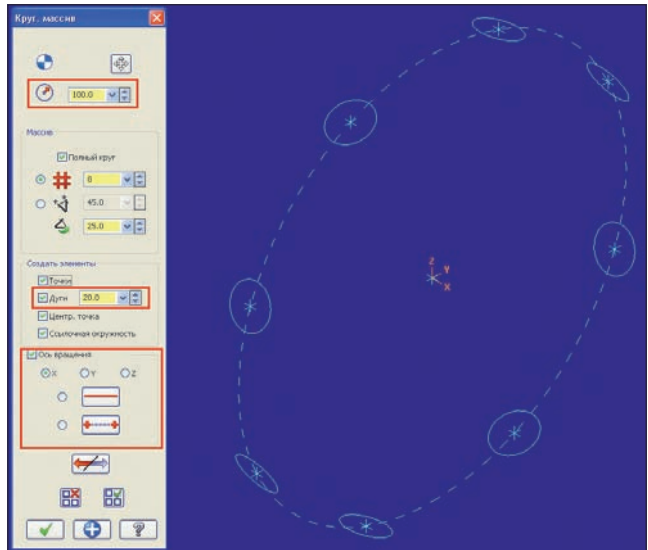 Круг. массив
100.0
Массив
Полный круг
8
45.0
25.0
Создать элементы
Точки
Дуги 20.0
Центр. точка
Ссылочная окружность
Ось вращения
X Y Z
Z
Y
X